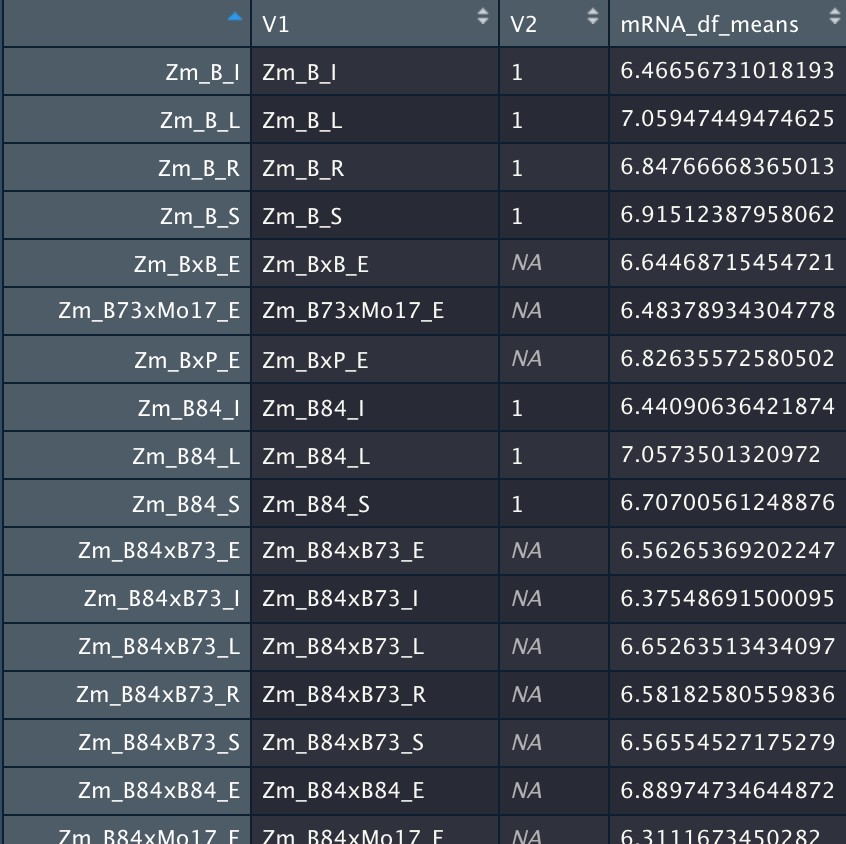 V1 V2 mRNA_df_means
Zm_B_I Zm_B_I 1 6.46656731018193
Zm_B_L Zm_B_L 1 7.05947449474625
Zm_B_R Zm_B_R 1 6.84766668365013
Zm_B_S Zm_B_S 1 6.91512387958062
Zm_BxB_E Zm_BxB_E NA 6.64468715454721
Zm_B73xMo17_E Zm_B73xMo17_E NA 6.48378934304778
Zm_BxP_E Zm_BxP_E NA 6.82635572580502
Zm_B84_I Zm_B84_I 1 6.44090636421874
Zm_B84_L Zm_B84_L 1 7.0573501320972
Zm_B84_S Zm_B84_S 1 6.70700561248876
Zm_B84xB73_E Zm_B84xB73_E NA 6.56265369202247
Zm_B84xB73_I Zm_B84xB73_I NA 6.37548691500095
Zm_B84xB73_L Zm_B84xB73_L NA 6.65263513434097
Zm_B84xB73_R Zm_B84xB73_R NA 6.58182580559836
Zm_B84xB73_S Zm_B84xB73_S NA 6.56554527175279
Zm_B84xB84_E Zm_B84xB84_E NA 6.88974734644872
Zm_B84xMo17_E Zm_B84xMo17_E NA 6.3111673450282